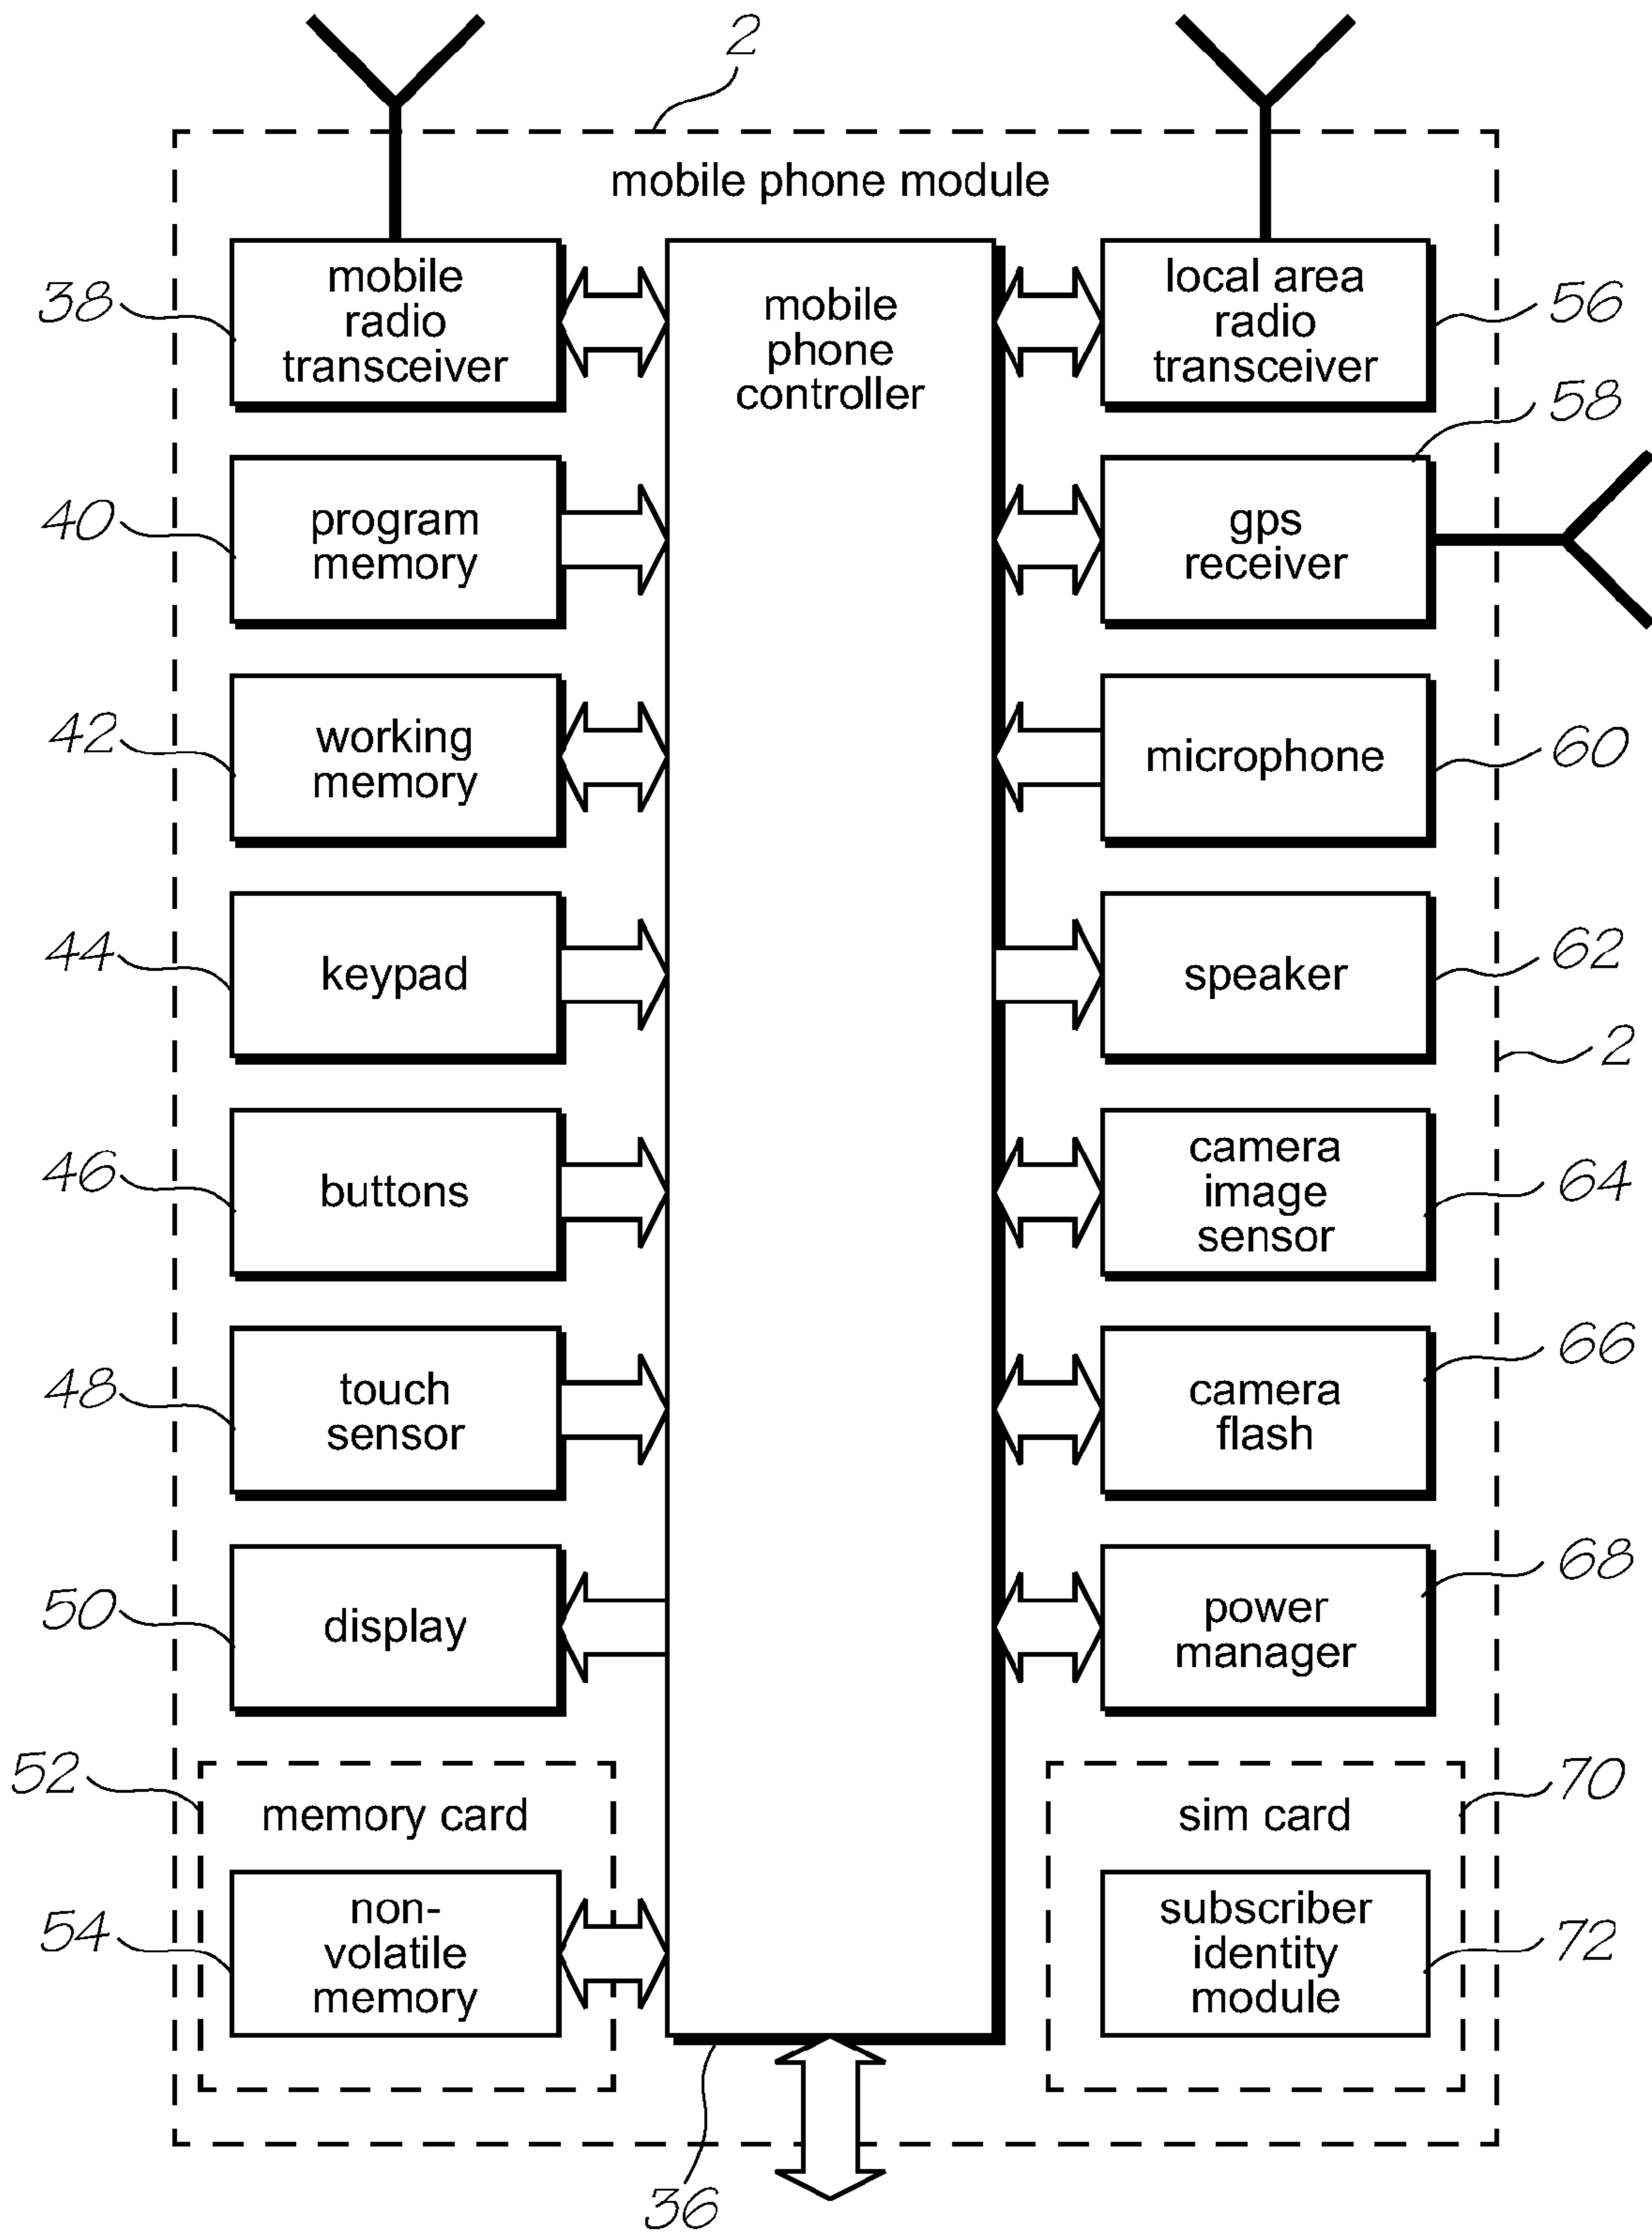 2
mobile phone module
38
mobile
radio
transceiver
mobile
phone
controller
local area
radio
transceiver
56
58
40
program
memory
gps
receiver
42
working
memory
microphone
60
44
keypad
speaker
62
2
46
buttons
camera
image
sensor
64
48
touch
sensor
camera
flash
66
50
display
power
manager
68
52
memory card
sim card
70
54
non-
volatile
memory
subscriber
identity
module
72
36